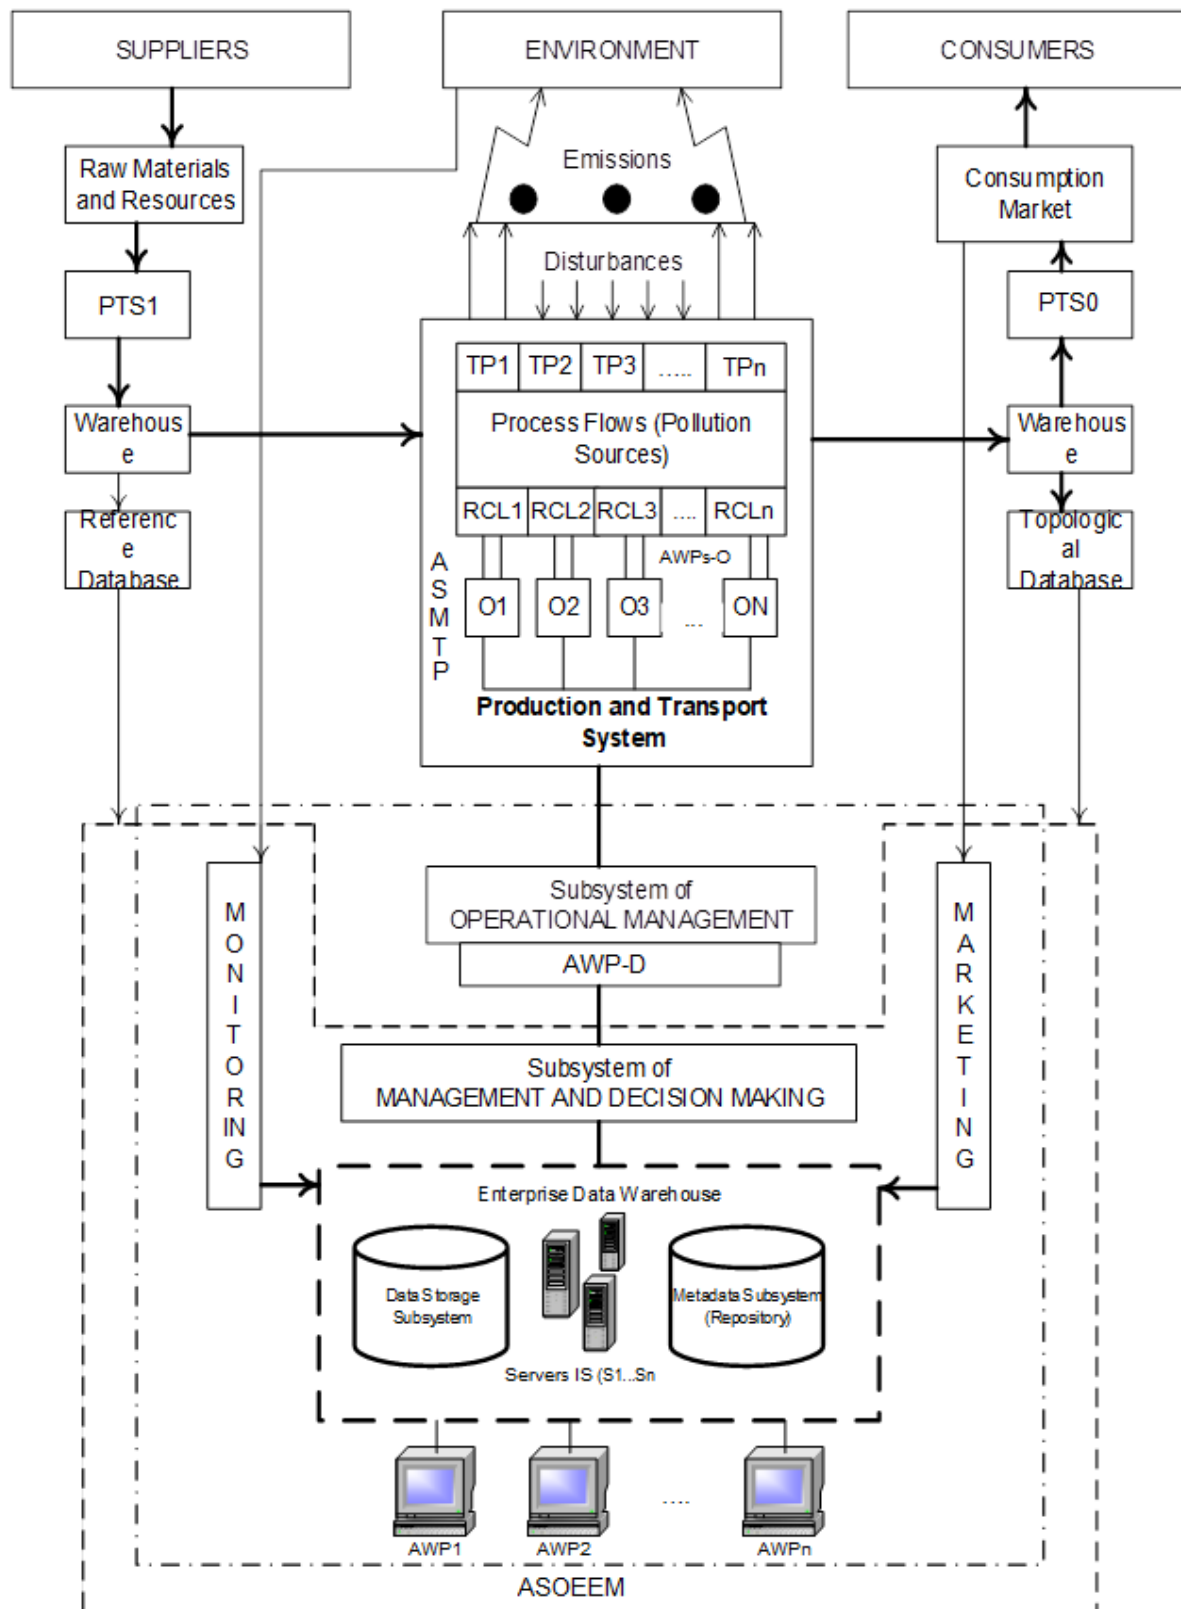 SUPPLIERS
ENVIRONMENT
CONSUMERS
Raw Materials
and Resources
Emissions
Consumption
Market
Disturbances
PTS1
PTS0
TP1 TP2 TP3 ..... TPn
Warehous
e
Process Flows (Pollution
Sources)
Warehous
e
RCL1 RCL2 RCL3 .... RCLn
Referenc
e
Database
Topologic
al
Database
AWPs-O
A
S
M
T
P
O1 O2 O3 ... ON
Production and Transport
System
Subsystem of
OPERATIONAL MANAGEMENT
AWP-D
M
O
N
I
T
O
R
IN
G
M
A
R
K
E
T
I
N
G
Subsystem of
MANAGEMENT AND DECISION MAKING
Enterprise Data Warehouse
Data Storage
Subsystem
Metadata Subsystem
(Repository)
Servers IS (S1...Sn
....
AWP1 AWP2 AWPn
ASOEEM